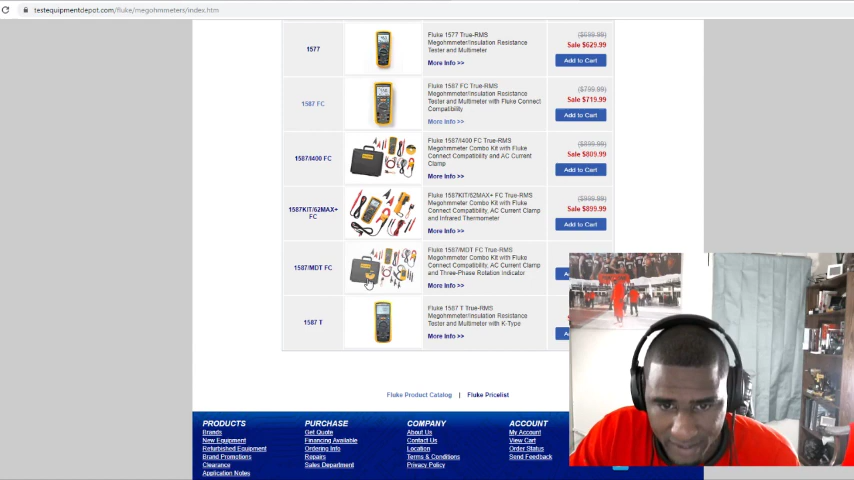 testequipmentdepot.com/fluke/megohmmeters/index.htm
1577
Fluke 1577 True-RMS
Megohmmeter/Insulation Resistance
Tester and Multimeter
More Info >>
($699.99)
Sale $629.99
Add to Cart
1587 FC
Fluke 1587 FC True-RMS
Megohmmeter/Insulation Resistance
Tester and Multimeter with Fluke Connect
Compatibility
More Info >>
($799.99)
Sale $719.99
Add to Cart
1587/I400 FC
Fluke 1587/I400 FC True-RMS
Megohmmeter Combo Kit with Fluke
Connect Compatibility and AC Current
Clamp
More Info >>
($899.99)
Sale $809.99
Add to Cart
1587KIT/62MAX+
FC
Fluke 1587KIT/62MAX+ FC True-RMS
Megohmmeter Combo Kit with Fluke
Connect Compatibility, AC Current Clamp
and Infrared Thermometer
More Info >>
($999.99)
Sale $899.99
Add to Cart
1587/MDT FC
Fluke 1587/MDT FC True-RMS
Megohmmeter Combo Kit with Fluke
Connect Compatibility, AC Current Clamp
and Three-Phase Rotation Indicator
More Info >>
1587 T
Fluke 1587 T True-RMS
Megohmmeter/Insulation Resistance
Tester and Multimeter with K-Type
More Info >>
Fluke Product Catalog | Fluke Pricelist
PRODUCTS
Brands
New Equipment
Refurbished Equipment
Brand Promotions
Clearance
Application Notes
PURCHASE
Get Quote
Financing Available
Ordering Info
Repairs
Sales Department
COMPANY
About Us
Contact Us
Location
Terms & Conditions
Privacy Policy
ACCOUNT
My Account
View Cart
Order Status
Send Feedback